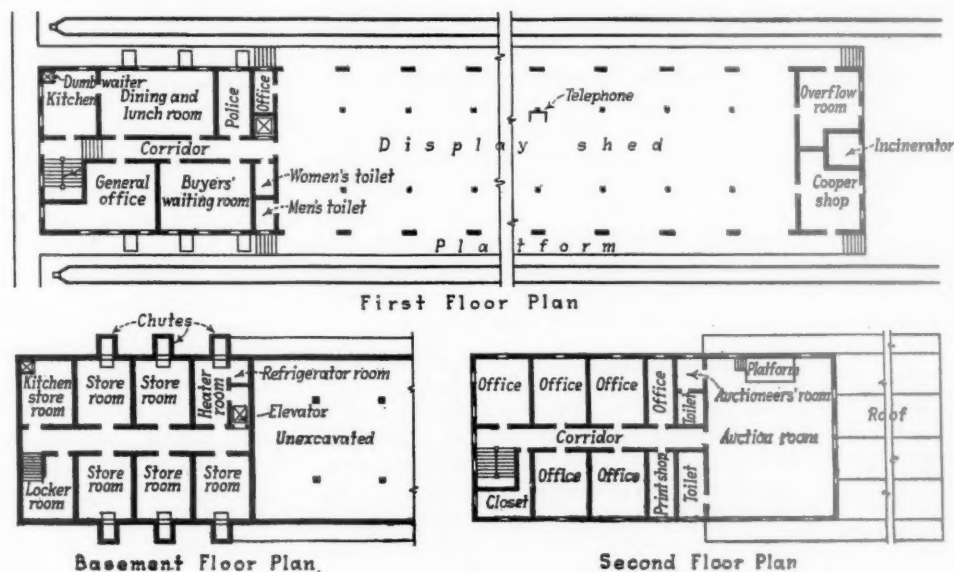 Dumb waiter
Kitchen
Dining and
lunch room
Police
Office
Corridor
General
office
Buyers'
waiting room
Women's toilet
Men's toilet
Telephone
Display shed
Platform
Overflow
room
Incinerator
Cooper
shop
First Floor Plan
Chutes
Kitchen
store room
Store
room
Store
room
Heater
room
Refrigerator room
Elevator
Unexcavated
Locker
room
Store
room
Store
room
Store
room
Basement Floor Plan.
Office
Office
Office
Office
Toilet
Platform
Auctioneers' room
Roof
Corridor
Auction room
Closet
Office
Office
Print shop
Toilet
Second Floor Plan